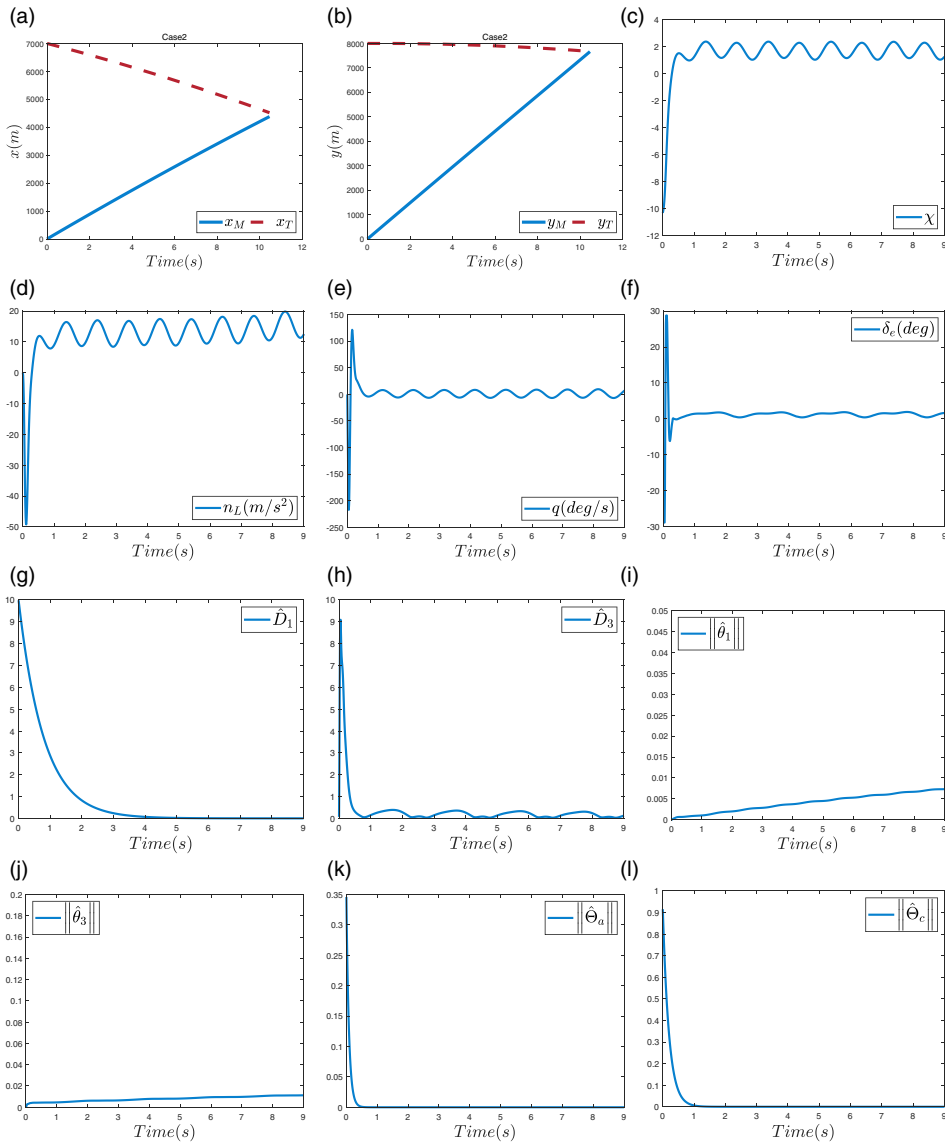 (a)
Case2
7000
6000
5000
4000
3000
2000
1000
0
x(m)
x_M x_T
0 2 4 6 8 10 12
Time(s)
(b)
Case2
8000
7000
6000
5000
4000
3000
2000
1000
0
y(m)
y_M y_T
0 2 4 6 8 10 12
Time(s)
(c)
4
2
0
-2
-4
-6
-8
-10
-12
χ
0 1 2 3 4 5 6 7 8 9
Time(s)
(d)
20
10
0
-10
-20
-30
-40
-50
n_L(m/s²)
0 1 2 3 4 5 6 7 8 9
Time(s)
(e)
150
100
50
0
-50
-100
-150
-200
-250
q(deg/s)
0 1 2 3 4 5 6 7 8 9
Time(s)
(f)
30
20
10
0
-10
-20
-30
δ_e(deg)
0 1 2 3 4 5 6 7 8 9
Time(s)
(g)
10
9
8
7
6
5
4
3
2
1
0
D̂_1
0 1 2 3 4 5 6 7 8 9
Time(s)
(h)
10
9
8
7
6
5
4
3
2
1
0
D̂_3
0 1 2 3 4 5 6 7 8 9
Time(s)
(i)
0.05
0.045
0.04
0.035
0.03
0.025
0.02
0.015
0.01
0.005
0
||θ̂_1||
0 1 2 3 4 5 6 7 8 9
Time(s)
(j)
0.2
0.18
0.16
0.14
0.12
0.1
0.08
0.06
0.04
0.02
0
||θ̂_3||
0 1 2 3 4 5 6 7 8 9
Time(s)
(k)
0.35
0.3
0.25
0.2
0.15
0.1
0.05
0
||Θ̂_a||
0 1 2 3 4 5 6 7 8 9
Time(s)
(l)
1
0.9
0.8
0.7
0.6
0.5
0.4
0.3
0.2
0.1
0
||Θ̂_c||
0 1 2 3 4 5 6 7 8 9
Time(s)